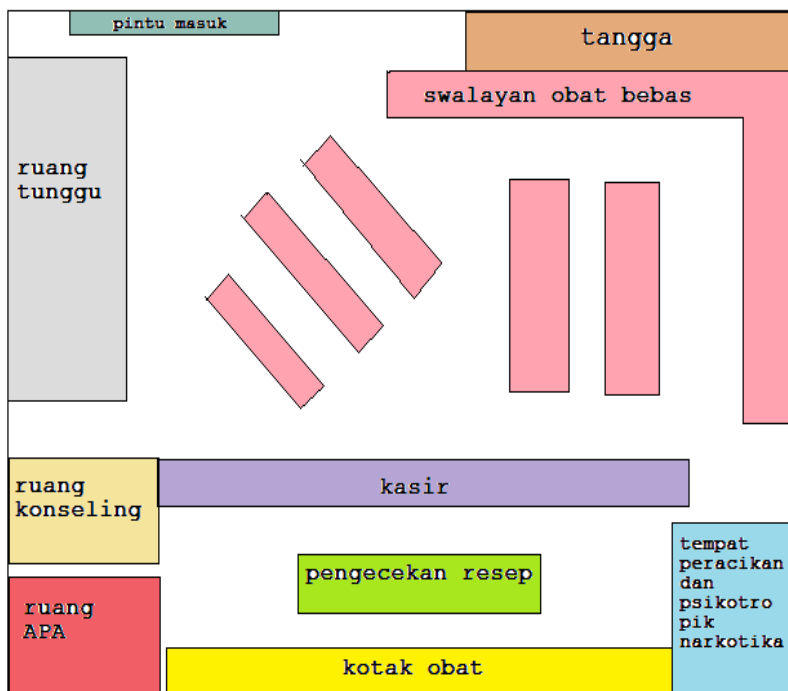 pintu masuk
tangga
swalayan obat bebas
ruang
tunggu
ruang
konseling
kasir
pengecekan resep
tempat
peracikan
dan
psikotro
pik
narkotika
ruang
APA
kotak obat